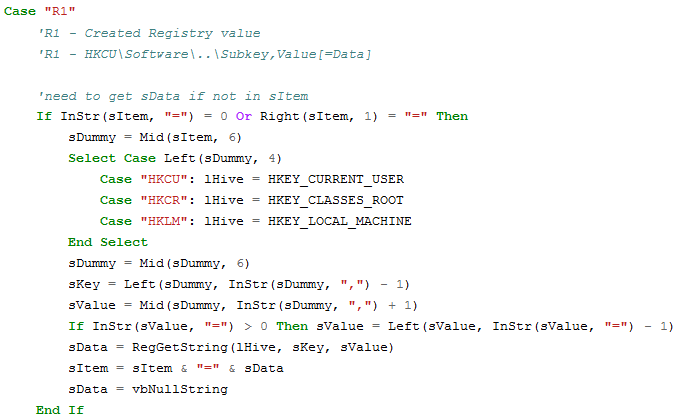 Case "R1"
'R1 - Created Registry value
'R1 - HKCU\Software\..\Subkey,Value[=Data]
'need to get sData if not in sItem
If InStr(sItem, "=") = 0 Or Right(sItem, 1) = "=" Then
sDummy = Mid(sItem, 6)
Select Case Left(sDummy, 4)
Case "HKCU": lHive = HKEY_CURRENT_USER
Case "HKCR": lHive = HKEY_CLASSES_ROOT
Case "HKLM": lHive = HKEY_LOCAL_MACHINE
End Select
sDummy = Mid(sDummy, 6)
sKey = Left(sDummy, InStr(sDummy, ",") - 1)
sValue = Mid(sDummy, InStr(sDummy, ",") + 1)
If InStr(sValue, "=") > 0 Then sValue = Left(sValue, InStr(sValue, "=") - 1)
sData = RegGetString(lHive, sKey, sValue)
sItem = sItem & "=" & sData
sData = vbNullString
End If